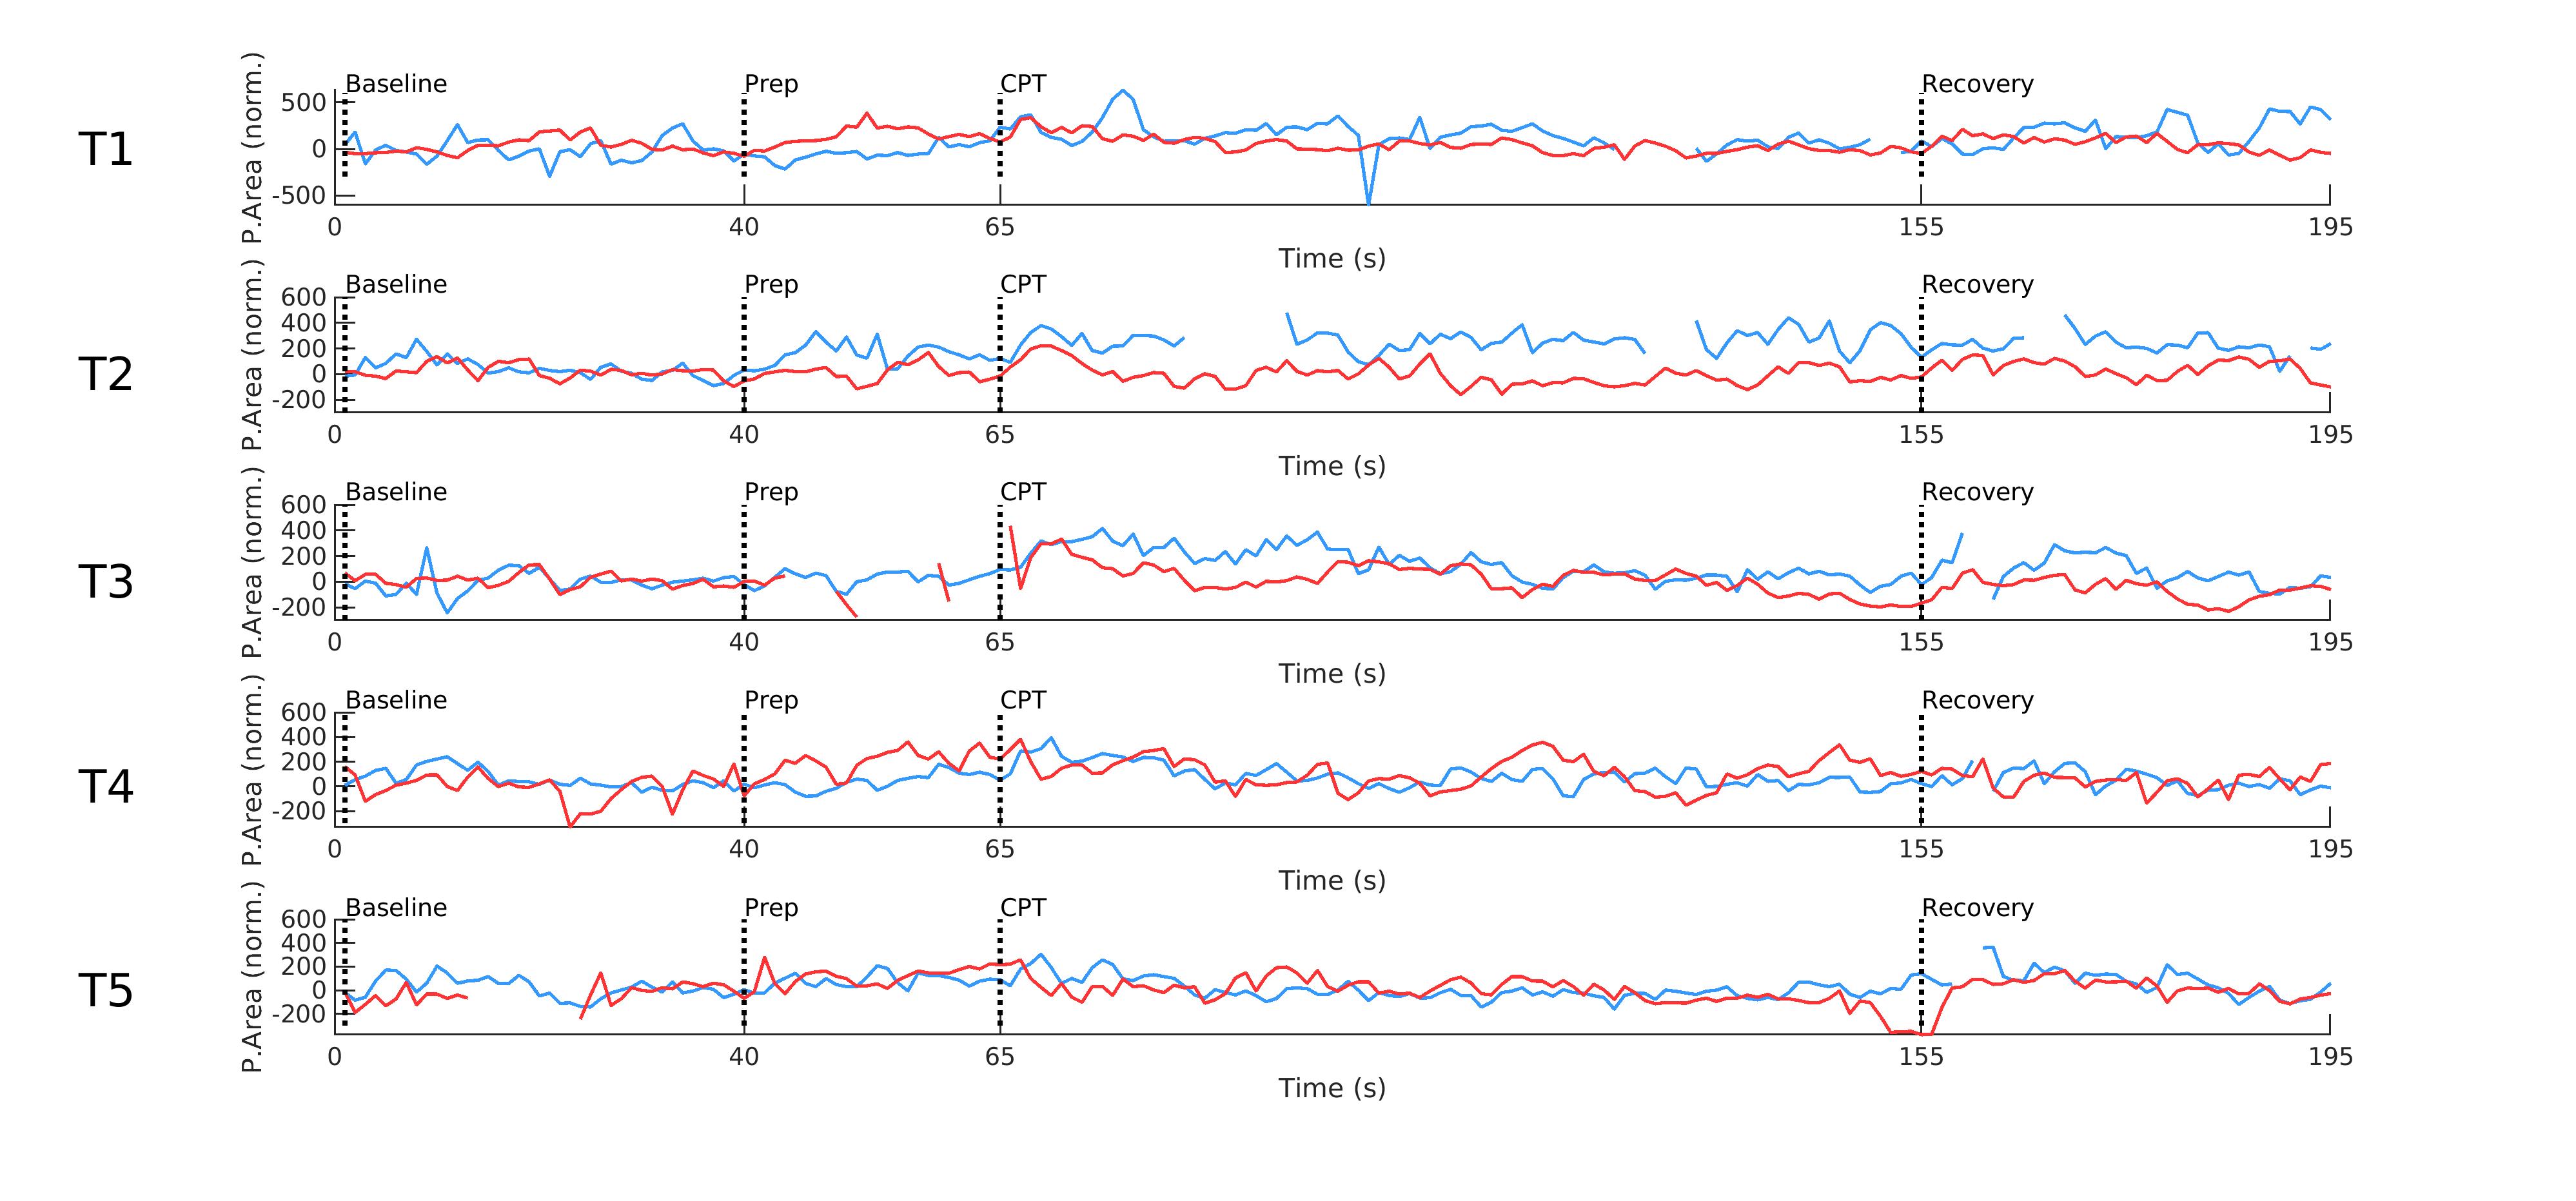 T1
P.Area (norm.)
Baseline Prep CPT Recovery
500
0
-500
0 40 65 155 195
Time (s)
T2
P.Area (norm.)
Baseline Prep CPT Recovery
600
400
200
0
-200
0 40 65 155 195
Time (s)
T3
P.Area (norm.)
Baseline Prep CPT Recovery
600
400
200
0
-200
0 40 65 155 195
Time (s)
T4
P.Area (norm.)
Baseline Prep CPT Recovery
600
400
200
0
-200
0 40 65 155 195
Time (s)
T5
P.Area (norm.)
Baseline Prep CPT Recovery
600
400
200
0
-200
0 40 65 155 195
Time (s)